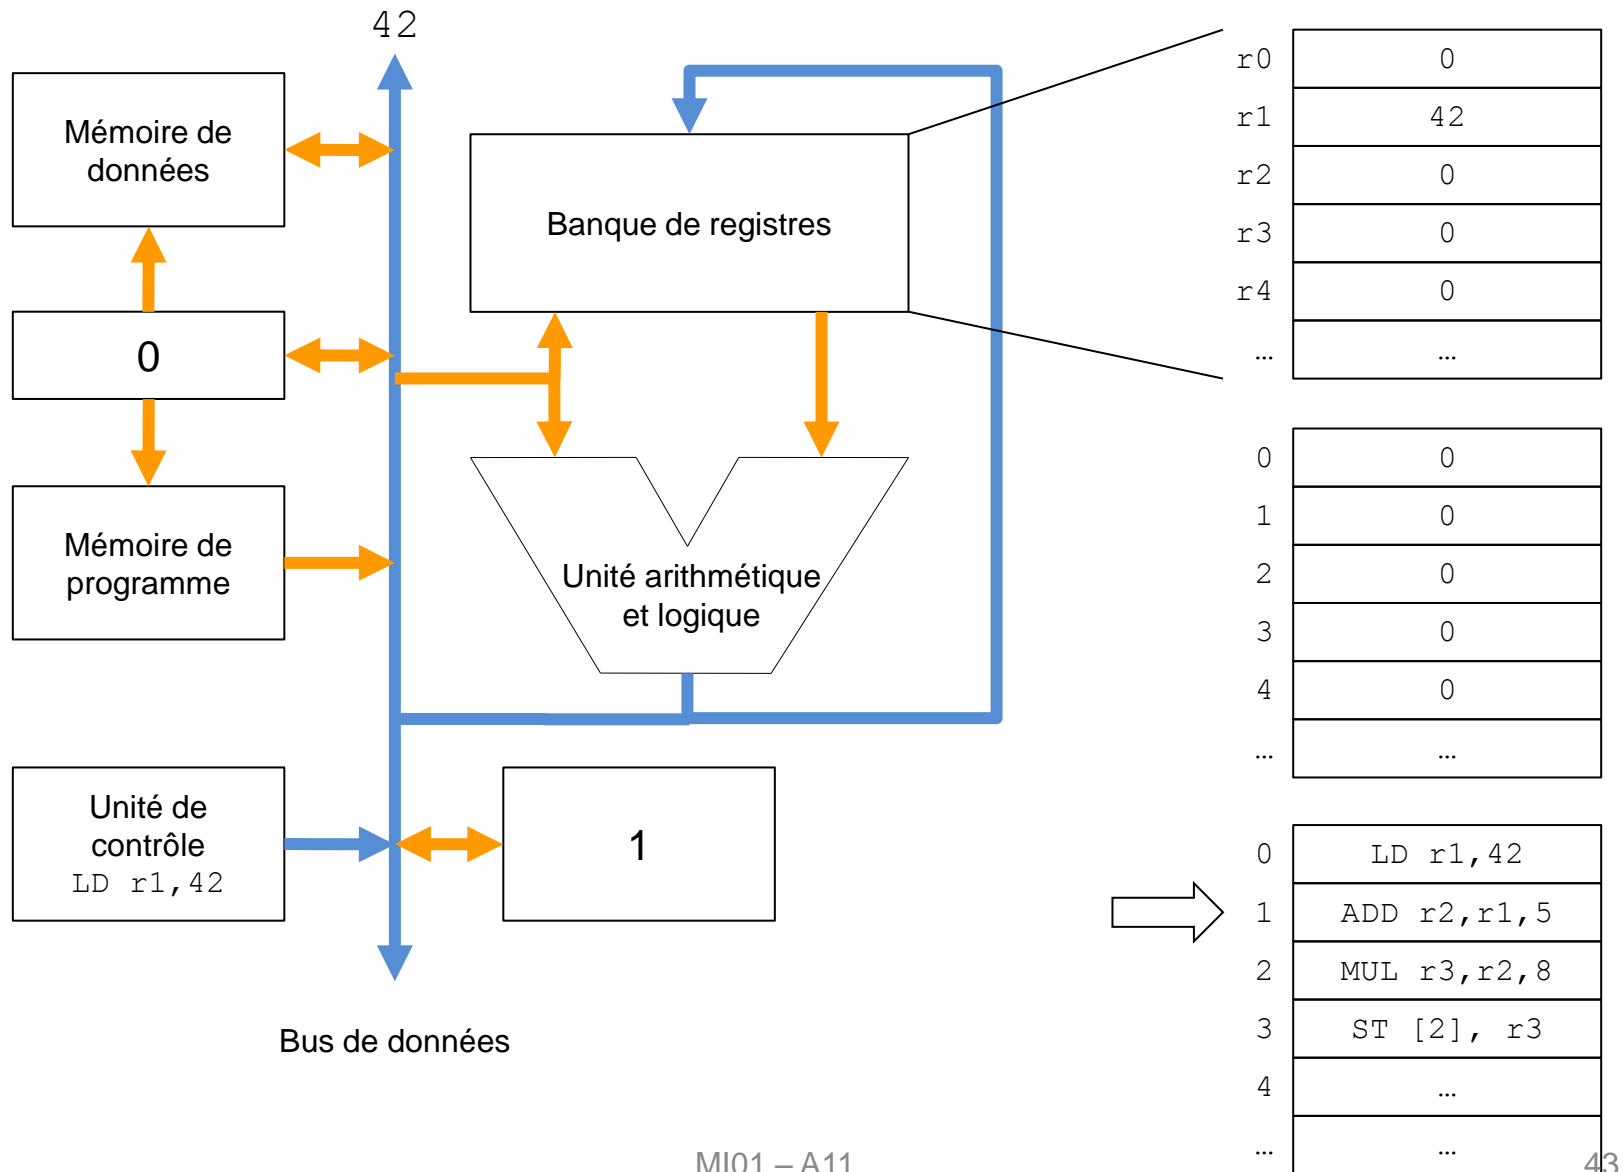 42
Mémoire de
données
0
Mémoire de
programme
Unité de
contrôle
LD r1,42
Banque de registres
Unité arithmétique
et logique
1
Bus de données
r0 0
r1 42
r2 0
r3 0
r4 0
… …
0 0
1 0
2 0
3 0
4 0
… …
0 LD r1,42
1 ADD r2,r1,5
2 MUL r3,r2,8
3 ST [2], r3
4 …
… …
MI01 – A11
43